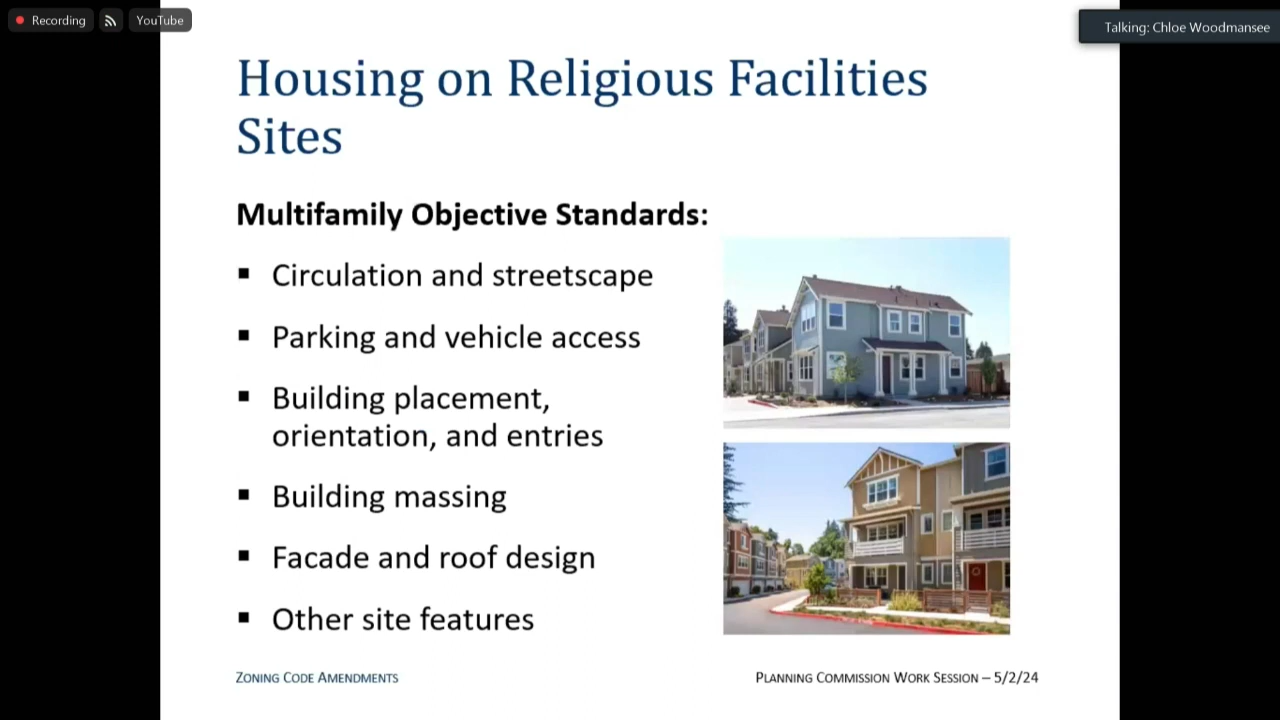 Recording
YouTube
Talking: Chloe Woodmansee
Housing on Religious Facilities
Sites
Multifamily Objective Standards:
▪ Circulation and streetscape
▪ Parking and vehicle access
▪ Building placement,
orientation, and entries
▪ Building massing
▪ Facade and roof design
▪ Other site features
Zoning Code Amendments
Planning Commission Work Session – 5/2/24